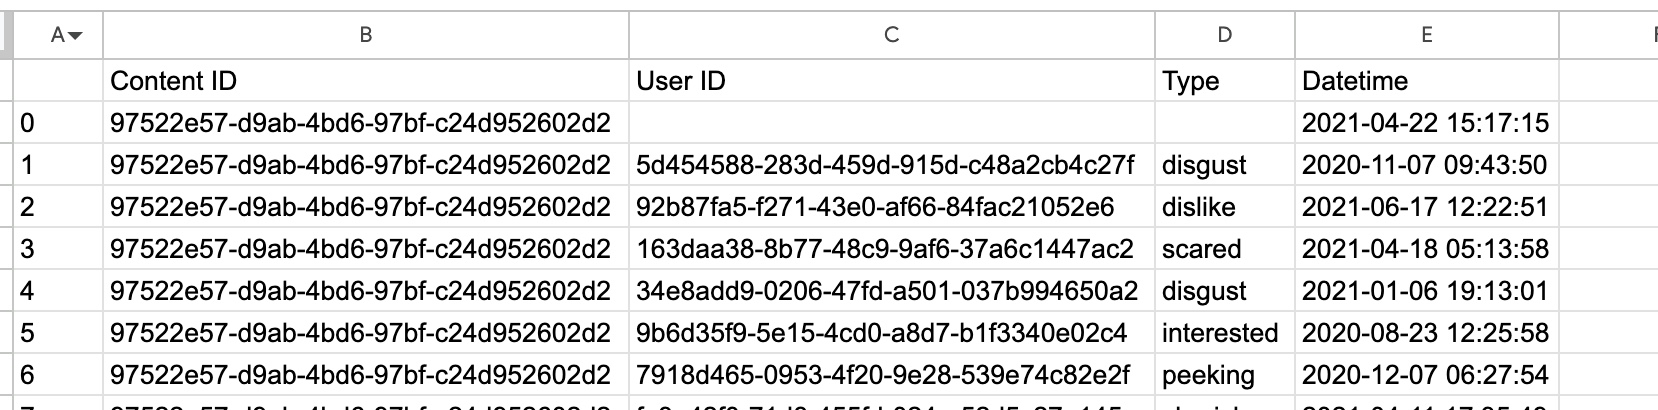 A B C D E
Content ID User ID Type Datetime
0 97522e57-d9ab-4bd6-97bf-c24d952602d2 2021-04-22 15:17:15
1 97522e57-d9ab-4bd6-97bf-c24d952602d2 5d454588-283d-459d-915d-c48a2cb4c27f disgust 2020-11-07 09:43:50
2 97522e57-d9ab-4bd6-97bf-c24d952602d2 92b87fa5-f271-43e0-af66-84fac21052e6 dislike 2021-06-17 12:22:51
3 97522e57-d9ab-4bd6-97bf-c24d952602d2 163daa38-8b77-48c9-9af6-37a6c1447ac2 scared 2021-04-18 05:13:58
4 97522e57-d9ab-4bd6-97bf-c24d952602d2 34e8add9-0206-47fd-a501-037b994650a2 disgust 2021-01-06 19:13:01
5 97522e57-d9ab-4bd6-97bf-c24d952602d2 9b6d35f9-5e15-4cd0-a8d7-b1f3340e02c4 interested 2020-08-23 12:25:58
6 97522e57-d9ab-4bd6-97bf-c24d952602d2 7918d465-0953-4f20-9e28-539e74c82e2f peeking 2020-12-07 06:27:54